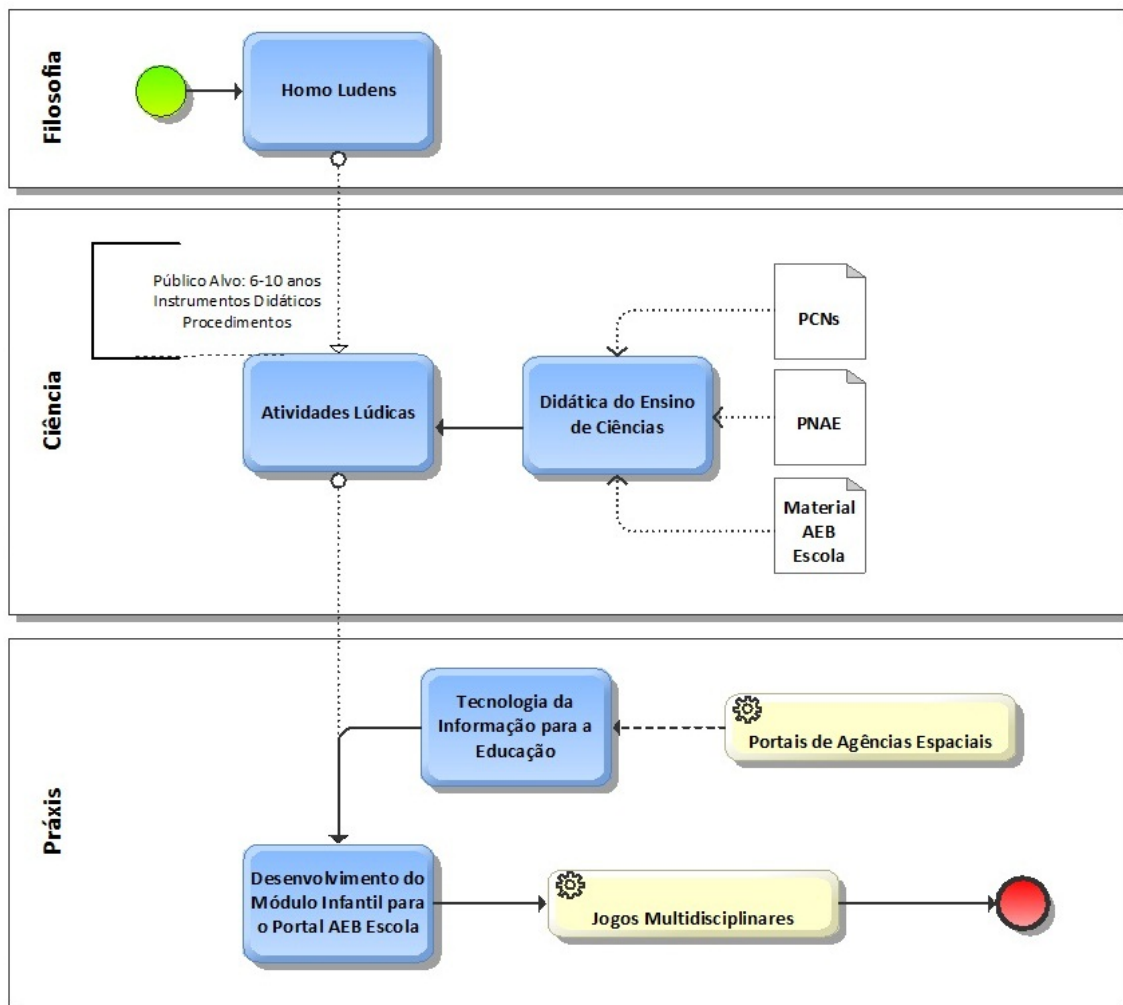 Filosofia
Homo Ludens
Ciência
Público Alvo: 6-10 anos
Instrumentos Didáticos
Procedimentos
Atividades Lúdicas
Didática do Ensino
de Ciências
PCNs
PNAE
Material
AEB
Escola
Práxis
Tecnologia da
Informação para a
Educação
Portais de Agências Espaciais
Desenvolvimento do
Módulo Infantil para
o Portal AEB Escola
Jogos Multidisciplinares